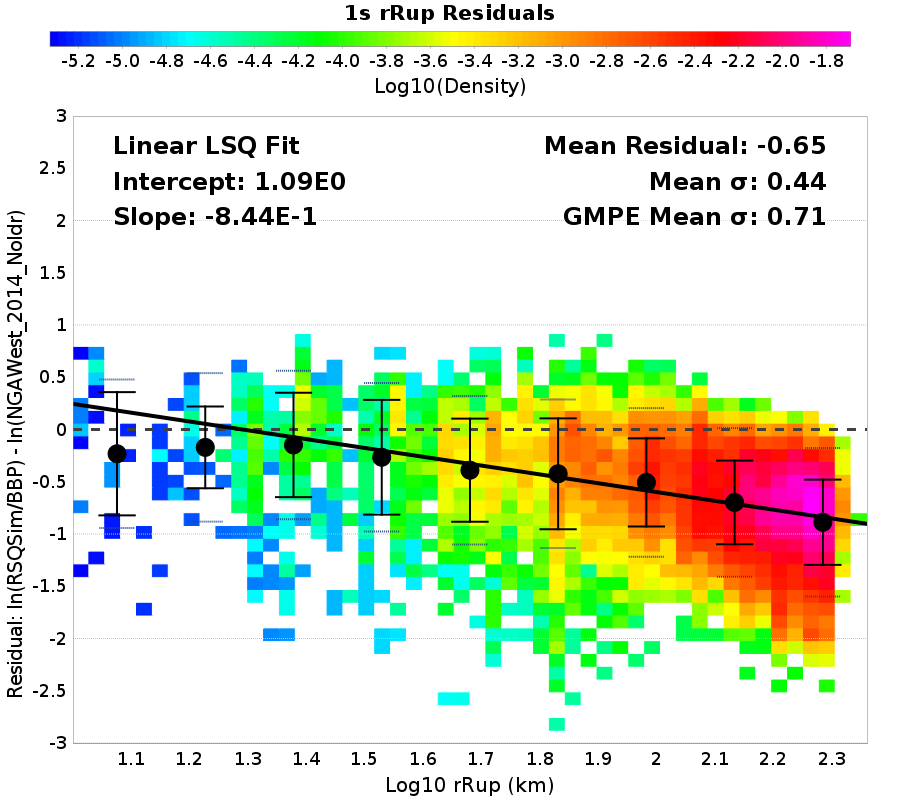 1s rRup Residuals
-5.2 -5.0 -4.8 -4.6 -4.4 -4.2 -4.0 -3.8 -3.6 -3.4 -3.2 -3.0 -2.8 -2.6 -2.4 -2.2 -2.0 -1.8
Log10(Density)
Linear LSQ Fit
Intercept: 1.09E0
Slope: -8.44E-1
Mean Residual: -0.65
Mean σ: 0.44
GMPE Mean σ: 0.71
Residual: ln(RSQSim/BBP) - ln(NGAWest_2014_NoIdr)
3
2.5
2
1.5
1
0.5
0
-0.5
-1
-1.5
-2
-2.5
-3
1.1 1.2 1.3 1.4 1.5 1.6 1.7 1.8 1.9 2 2.1 2.2 2.3
Log10 rRup (km)